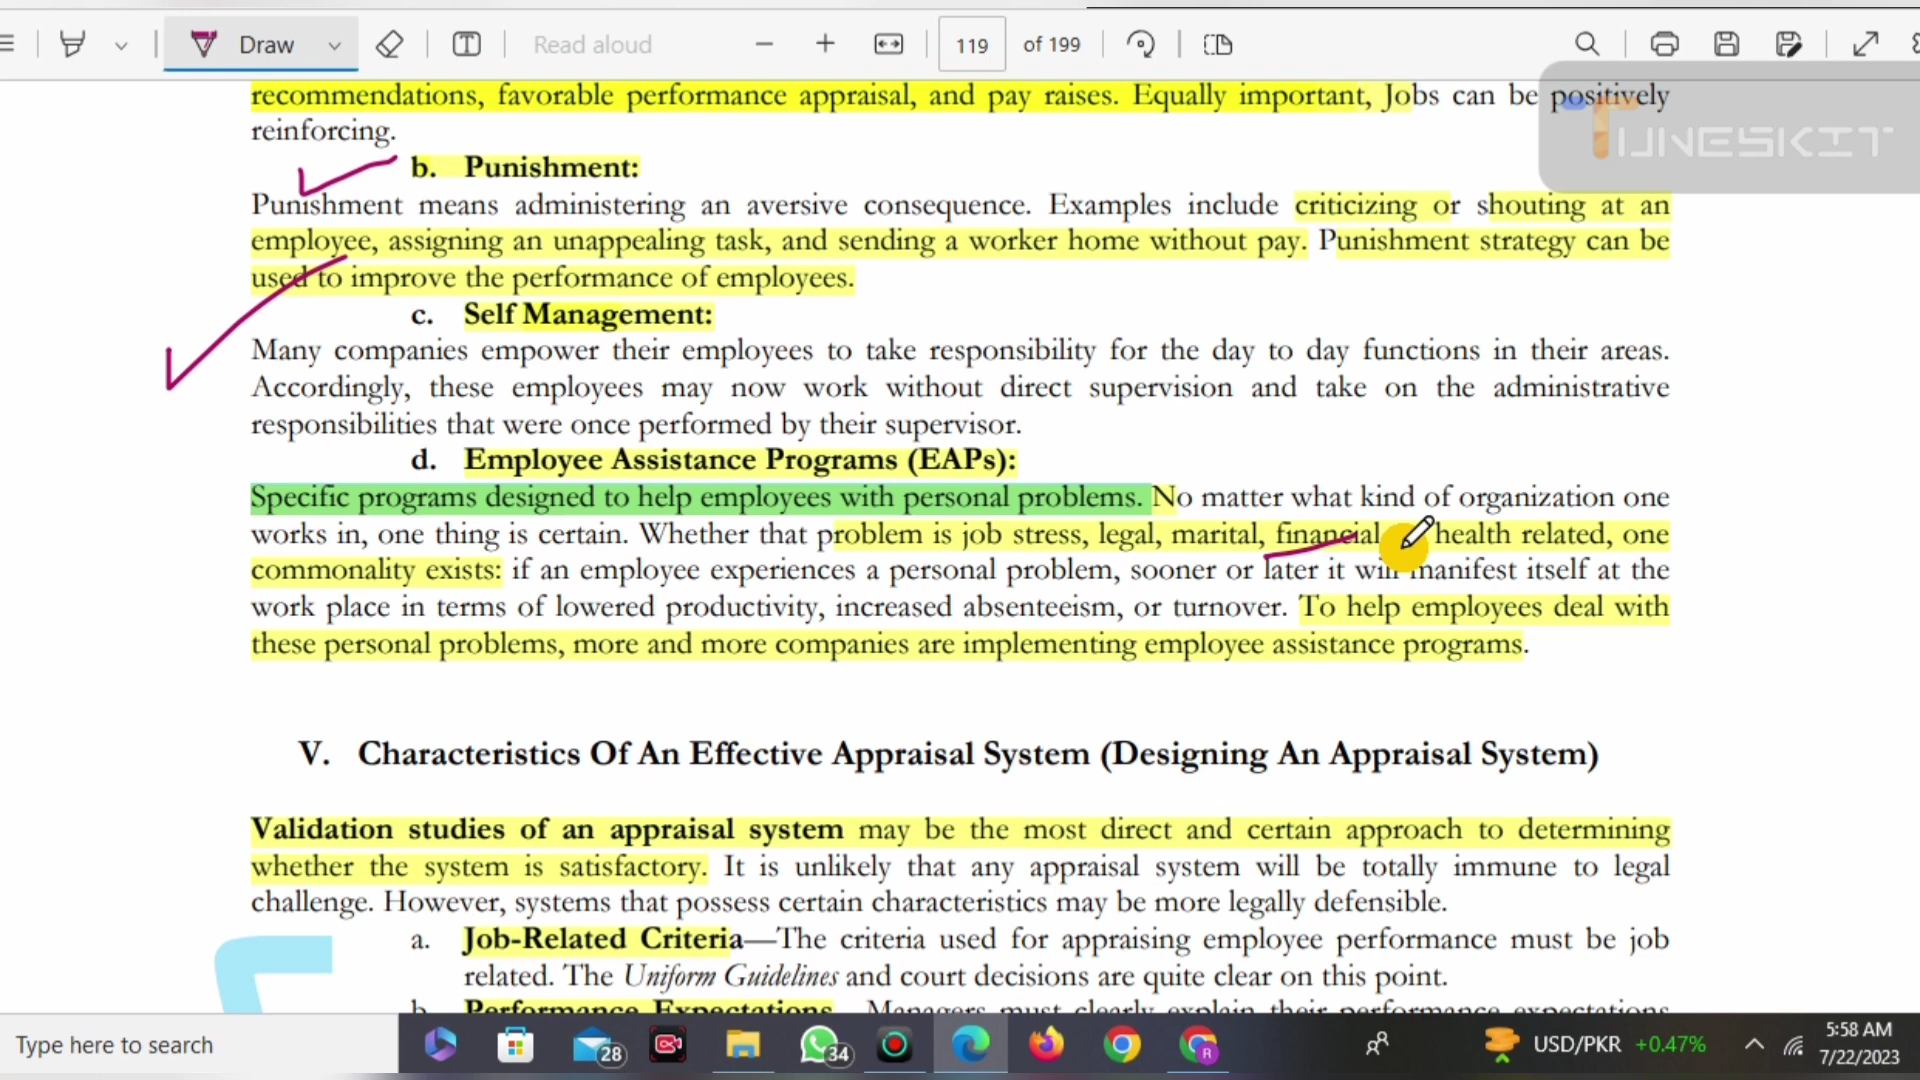 Draw
Read aloud
119 of 199
TUNESKIT
recommendations, favorable performance appraisal, and pay raises. Equally important, Jobs can be positively
reinforcing.
b. Punishment:
Punishment means administering an aversive consequence. Examples include criticizing or shouting at an
employee, assigning an unappealing task, and sending a worker home without pay. Punishment strategy can be
used to improve the performance of employees.
c. Self Management:
Many companies empower their employees to take responsibility for the day to day functions in their areas.
Accordingly, these employees may now work without direct supervision and take on the administrative
responsibilities that were once performed by their supervisor.
d. Employee Assistance Programs (EAPs):
Specific programs designed to help employees with personal problems. No matter what kind of organization one
works in, one thing is certain. Whether that problem is job stress, legal, marital, financial health related, one
commonality exists: if an employee experiences a personal problem, sooner or later it will manifest itself at the
work place in terms of lowered productivity, increased absenteeism, or turnover. To help employees deal with
these personal problems, more and more companies are implementing employee assistance programs.
V. Characteristics Of An Effective Appraisal System (Designing An Appraisal System)
Validation studies of an appraisal system may be the most direct and certain approach to determining
whether the system is satisfactory. It is unlikely that any appraisal system will be totally immune to legal
challenge. However, systems that possess certain characteristics may be more legally defensible.
a. Job-Related Criteria—The criteria used for appraising employee performance must be job
related. The Uniform Guidelines and court decisions are quite clear on this point.
b. Performance Expectations Managers must clearly explain their performance expectations
Type here to search
28
34
R
USD/PKR +0.47%
5:58 AM
7/22/2023